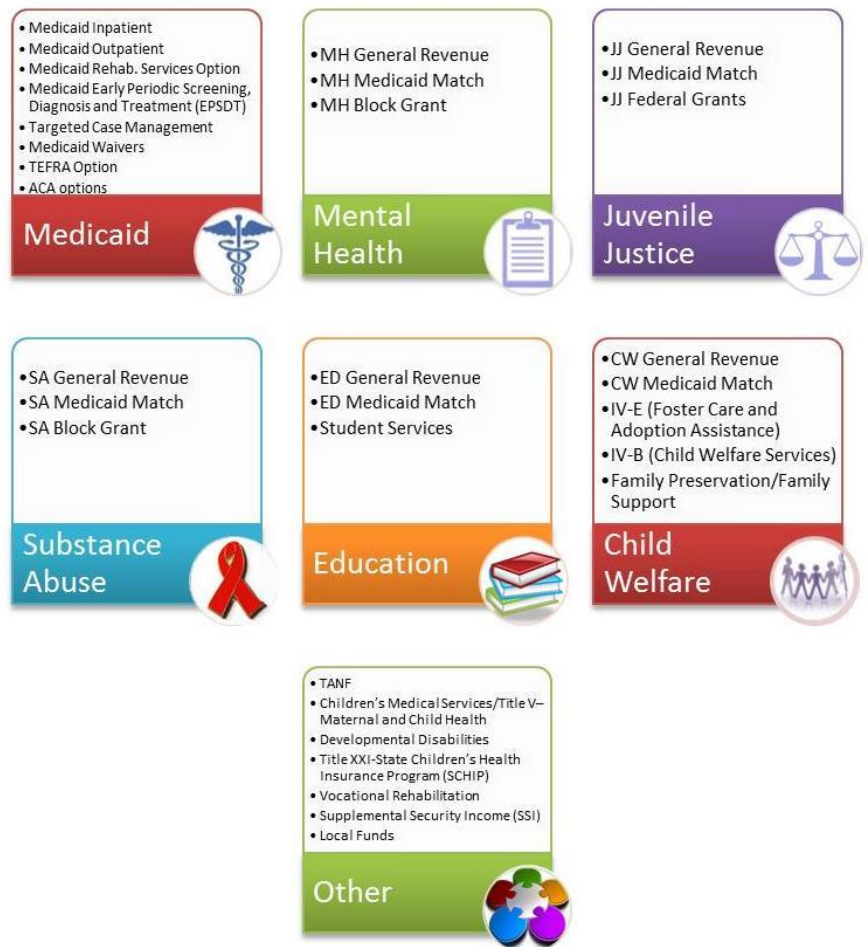 • Medicaid Inpatient
• Medicaid Outpatient
• Medicaid Rehab. Services Option
• Medicaid Early Periodic Screening,
Diagnosis and Treatment (EPSDT)
• Targeted Case Management
• Medicaid Waivers
• TEFRA Option
• ACA options
Medicaid
•MH General Revenue
•MH Medicaid Match
•MH Block Grant
Mental
Health
•JJ General Revenue
•JJ Medicaid Match
•JJ Federal Grants
Juvenile
Justice
•SA General Revenue
•SA Medicaid Match
•SA Block Grant
Substance
Abuse
•ED General Revenue
•ED Medicaid Match
•Student Services
Education
•CW General Revenue
•CW Medicaid Match
•IV-E (Foster Care and
Adoption Assistance)
•IV-B (Child Welfare Services)
•Family Preservation/Family
Support
Child
Welfare
• TANF
• Children's Medical Services/Title V–
Maternal and Child Health
• Developmental Disabilities
• Title XXI-State Children's Health
Insurance Program (SCHIP)
• Vocational Rehabilitation
• Supplemental Security Income (SSI)
• Local Funds
Other